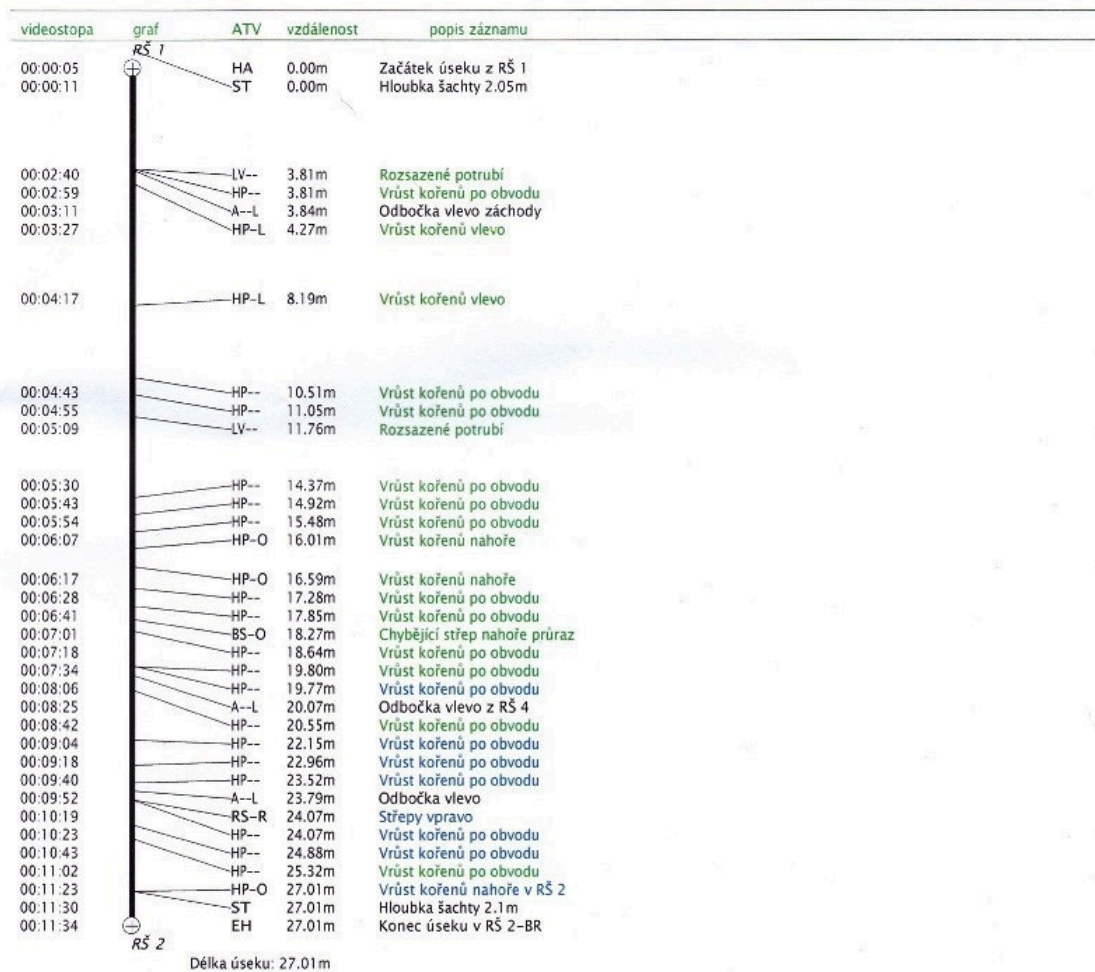 videostopa graf ATV vzdálenost popis záznamu
RŠ 1
00:00:05 HA 0.00m Začátek úseku z RŠ 1
00:00:11 ST 0.00m Hloubka šachty 2.05m
00:02:40 LV-- 3.81m Rozsazené potrubí
00:02:59 HP-- 3.81m Vrůst kořenů po obvodu
00:03:11 A--L 3.84m Odbočka vlevo záchody
00:03:27 HP-L 4.27m Vrůst kořenů vlevo
00:04:17 HP-L 8.19m Vrůst kořenů vlevo
00:04:43 HP-- 10.51m Vrůst kořenů po obvodu
00:04:55 HP-- 11.05m Vrůst kořenů po obvodu
00:05:09 LV-- 11.76m Rozsazené potrubí
00:05:30 HP-- 14.37m Vrůst kořenů po obvodu
00:05:43 HP-- 14.92m Vrůst kořenů po obvodu
00:05:54 HP-- 15.48m Vrůst kořenů po obvodu
00:06:07 HP-O 16.01m Vrůst kořenů nahoře
00:06:17 HP-O 16.59m Vrůst kořenů nahoře
00:06:28 HP-- 17.28m Vrůst kořenů po obvodu
00:06:41 HP-- 17.85m Vrůst kořenů po obvodu
00:07:01 BS-O 18.27m Chybějící střep nahoře průraz
00:07:18 HP-- 18.64m Vrůst kořenů po obvodu
00:07:34 HP-- 19.80m Vrůst kořenů po obvodu
00:08:06 HP-- 19.77m Vrůst kořenů po obvodu
00:08:25 A--L 20.07m Odbočka vlevo z RŠ 4
00:08:42 HP-- 20.55m Vrůst kořenů po obvodu
00:09:04 HP-- 22.15m Vrůst kořenů po obvodu
00:09:18 HP-- 22.96m Vrůst kořenů po obvodu
00:09:40 HP-- 23.52m Vrůst kořenů po obvodu
00:09:52 A--L 23.79m Odbočka vlevo
00:10:19 RS-R 24.07m Střepy vpravo
00:10:23 HP-- 24.07m Vrůst kořenů po obvodu
00:10:43 HP-- 24.88m Vrůst kořenů po obvodu
00:11:02 HP-- 25.32m Vrůst kořenů po obvodu
00:11:23 HP-O 27.01m Vrůst kořenů nahoře v RŠ 2
00:11:30 ST 27.01m Hloubka šachty 2.1m
00:11:34 EH 27.01m Konec úseku v RŠ 2-BR
RŠ 2
Délka úseku: 27.01m